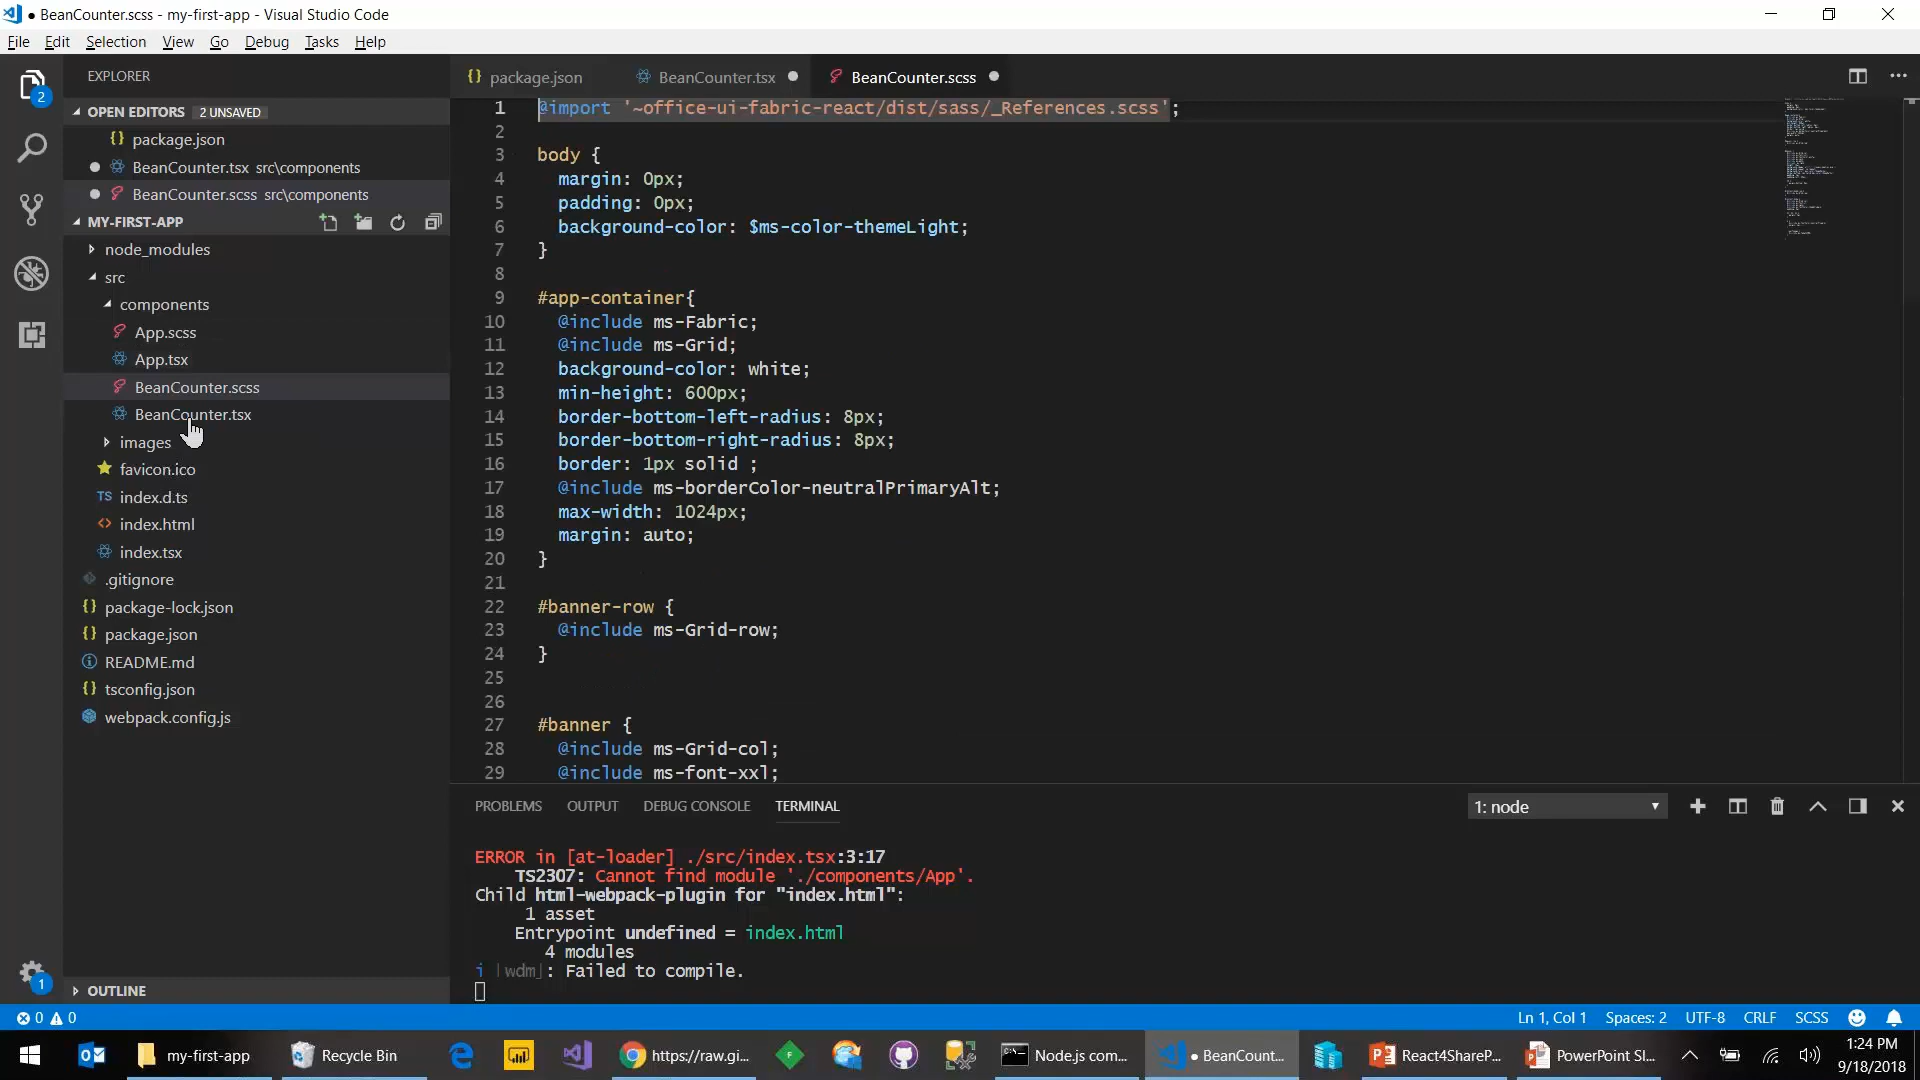 ● BeanCounter.scss - my-first-app - Visual Studio Code
File Edit Selection View Go Debug Tasks Help
EXPLORER
2
OPEN EDITORS 2 UNSAVED
package.json
BeanCounter.tsx src\components
BeanCounter.scss src\components
MY-FIRST-APP
node_modules
src
components
App.scss
App.tsx
BeanCounter.scss
BeanCounter.tsx
images
favicon.ico
TS index.d.ts
index.html
index.tsx
.gitignore
package-lock.json
package.json
README.md
tsconfig.json
webpack.config.js
OUTLINE
1
package.json BeanCounter.tsx ● BeanCounter.scss ●
1 @import '~office-ui-fabric-react/dist/sass/_References.scss';
2
3 body {
4 margin: 0px;
5 padding: 0px;
6 background-color: $ms-color-themeLight;
7 }
8
9 #app-container{
10 @include ms-Fabric;
11 @include ms-Grid;
12 background-color: white;
13 min-height: 600px;
14 border-bottom-left-radius: 8px;
15 border-bottom-right-radius: 8px;
16 border: 1px solid ;
17 @include ms-borderColor-neutralPrimaryAlt;
18 max-width: 1024px;
19 margin: auto;
20 }
21
22 #banner-row {
23 @include ms-Grid-row;
24 }
25
26
27 #banner {
28 @include ms-Grid-col;
29 @include ms-font-xxl;
PROBLEMS OUTPUT DEBUG CONSOLE TERMINAL 1: node
ERROR in [at-loader] ./src/index.tsx:3:17
TS2307: Cannot find module './components/App'.
Child html-webpack-plugin for "index.html":
1 asset
Entrypoint undefined = index.html
4 modules
i ｢wdm｣: Failed to compile.
0 0 Ln 1, Col 1 Spaces: 2 UTF-8 CRLF SCSS
my-first-app Recycle Bin https://raw.gi... Node.js com... ● BeanCount... React4ShareP... PowerPoint Sl... 1:24 PM
9/18/2018